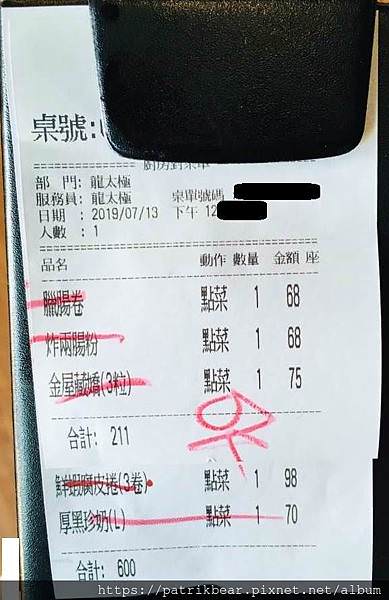 桌號:
廚房對菜單
部 門: 龍太極
服務員: 龍太極 桌單號碼
日期 : 2019/07/13 下午 12
人數 : 1
品名 動作 數量 金額 座
臘腸卷 點菜 1 68
炸兩腸粉 點菜 1 68
金屋藏嬌(3粒) 點菜 1 75
合計: 211
OK
鮮蝦腐皮捲(3卷) 點菜 1 98
厚黑珍奶(L) 點菜 1 70
合計: 600
https://patrikbear.pixnet.net/album